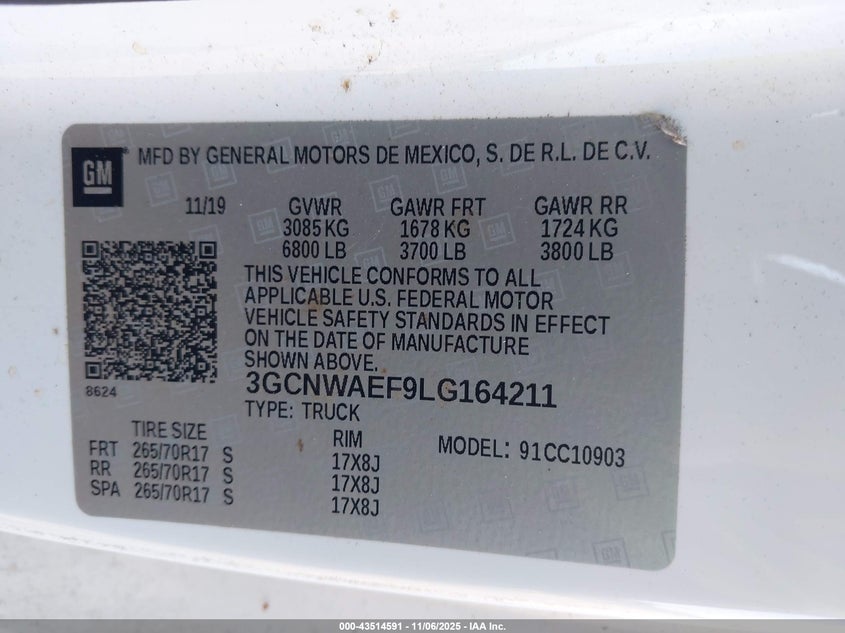 GM
MFD BY GENERAL MOTORS DE MEXICO, S. DE R.L. DE C.V.
11/19 GVWR GAWR FRT GAWR RR
3085 KG 1678 KG 1724 KG
6800 LB 3700 LB 3800 LB
THIS VEHICLE CONFORMS TO ALL
APPLICABLE U.S. FEDERAL MOTOR
VEHICLE SAFETY STANDARDS IN EFFECT
ON THE DATE OF MANUFACTURE
SHOWN ABOVE.
8624
3GCNWAEF9LG164211
TYPE: TRUCK
TIRE SIZE RIM MODEL: 91CC10903
FRT 265/70R17 S 17X8J
RR 265/70R17 S 17X8J
SPA 265/70R17 S 17X8J
000-43514591 - 11/06/2025 - IAA Inc.